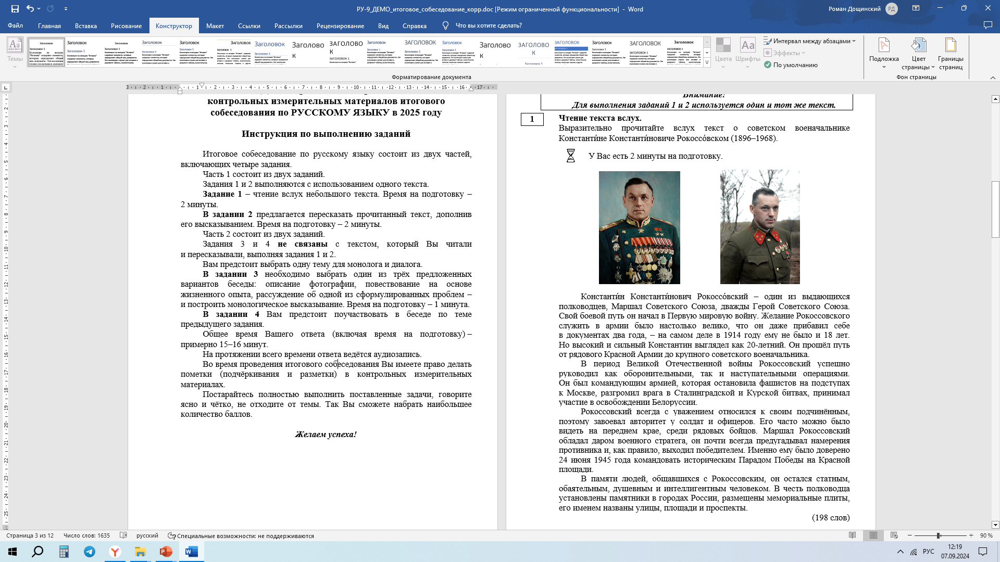 РУ-9_ДЕМО_итоговое_собеседование_корр.doc [Режим ограниченной функциональности] - Word
Роман Дощинский
РД
Файл Главная Вставка Рисование Конструктор Макет Ссылки Рассылки Рецензирование Вид Справка Что вы хотите сделать?
Темы
Цвета
Шрифты
Интервал между абзацами
Эффекты
По умолчанию
Подложка
Цвет страницы
Границы страниц
Форматирование документа
Фон страницы
контрольных измерительных материалов итогового
собеседования по РУССКОМУ ЯЗЫКУ в 2025 году
Инструкция по выполнению заданий
Итоговое собеседование по русскому языку состоит из двух частей,
включающих четыре задания.
Часть 1 состоит из двух заданий.
Задания 1 и 2 выполняются с использованием одного текста.
Задание 1 – чтение вслух небольшого текста. Время на подготовку –
2 минуты.
В задании 2 предлагается пересказать прочитанный текст, дополнив
его высказыванием. Время на подготовку – 2 минуты.
Часть 2 состоит из двух заданий.
Задания 3 и 4 не связаны с текстом, который Вы читали
и пересказывали, выполняя задания 1 и 2.
Вам предстоит выбрать одну тему для монолога и диалога.
В задании 3 необходимо выбрать один из трёх предложенных
вариантов беседы: описание фотографии, повествование на основе
жизненного опыта, рассуждение об одной из сформулированных проблем –
и построить монологическое высказывание. Время на подготовку – 1 минута.
В задании 4 Вам предстоит поучаствовать в беседе по теме
предыдущего задания.
Общее время Вашего ответа (включая время на подготовку) –
примерно 15–16 минут.
На протяжении всего времени ответа ведётся аудиозапись.
Во время проведения итогового собеседования Вы имеете право делать
пометки (подчёркивания и разметки) в контрольных измерительных
материалах.
Постарайтесь полностью выполнить поставленные задачи, говорите
ясно и чётко, не отходите от темы. Так Вы сможете набрать наибольшее
количество баллов.
Желаем успеха!
Внимание!
Для выполнения заданий 1 и 2 используется один и тот же текст.
1
Чтение текста вслух.
Выразительно прочитайте вслух текст о советском военачальнике
Константи́не Константи́новиче Рокоссо́вском (1896–1968).
У Вас есть 2 минуты на подготовку.
Константи́н Константи́нович Рокоссо́вский – один из выдающихся
полководцев, Маршал Советского Союза, дважды Герой Советского Союза.
Свой боевой путь он начал в Первую мировую войну. Желание Рокоссовского
служить в армии было настолько велико, что он даже прибавил себе
в документах два года, – на самом деле в 1914 году ему не было и 18 лет.
Но высокий и сильный Константин выглядел как 20-летний. Он прошёл путь
от рядового Красной Армии до крупного советского военачальника.
В период Великой Отечественной войны Рокоссовский успешно
руководил как оборонительными, так и наступательными операциями.
Он был командующим армией, которая остановила фашистов на подступах
к Москве, разгромил врага в Сталинградской и Курской битвах, принимал
участие в освобождении Белоруссии.
Рокоссовский всегда с уважением относился к своим подчинённым,
поэтому завоевал авторитет у солдат и офицеров. Его часто можно было
видеть на переднем крае, среди рядовых бойцов. Маршал Рокоссовский
обладал даром военного стратега, он почти всегда предугадывал намерения
противника и, как правило, выходил победителем. Именно ему было доверено
24 июня 1945 года командовать историческим Парадом Победы на Красной
площади.
В памяти людей, общавшихся с Рокоссовским, он остался статным,
обаятельным, душевным и интеллигентным человеком. В честь полководца
установлены памятники в городах России, размещены мемориальные плиты,
его именем названы улицы, площади и проспекты.
(198 слов)
Страница 3 из 12 Число слов: 1635 русский Специальные возможности: не поддерживаются
90 %
РУС
12:19
07.09.2024